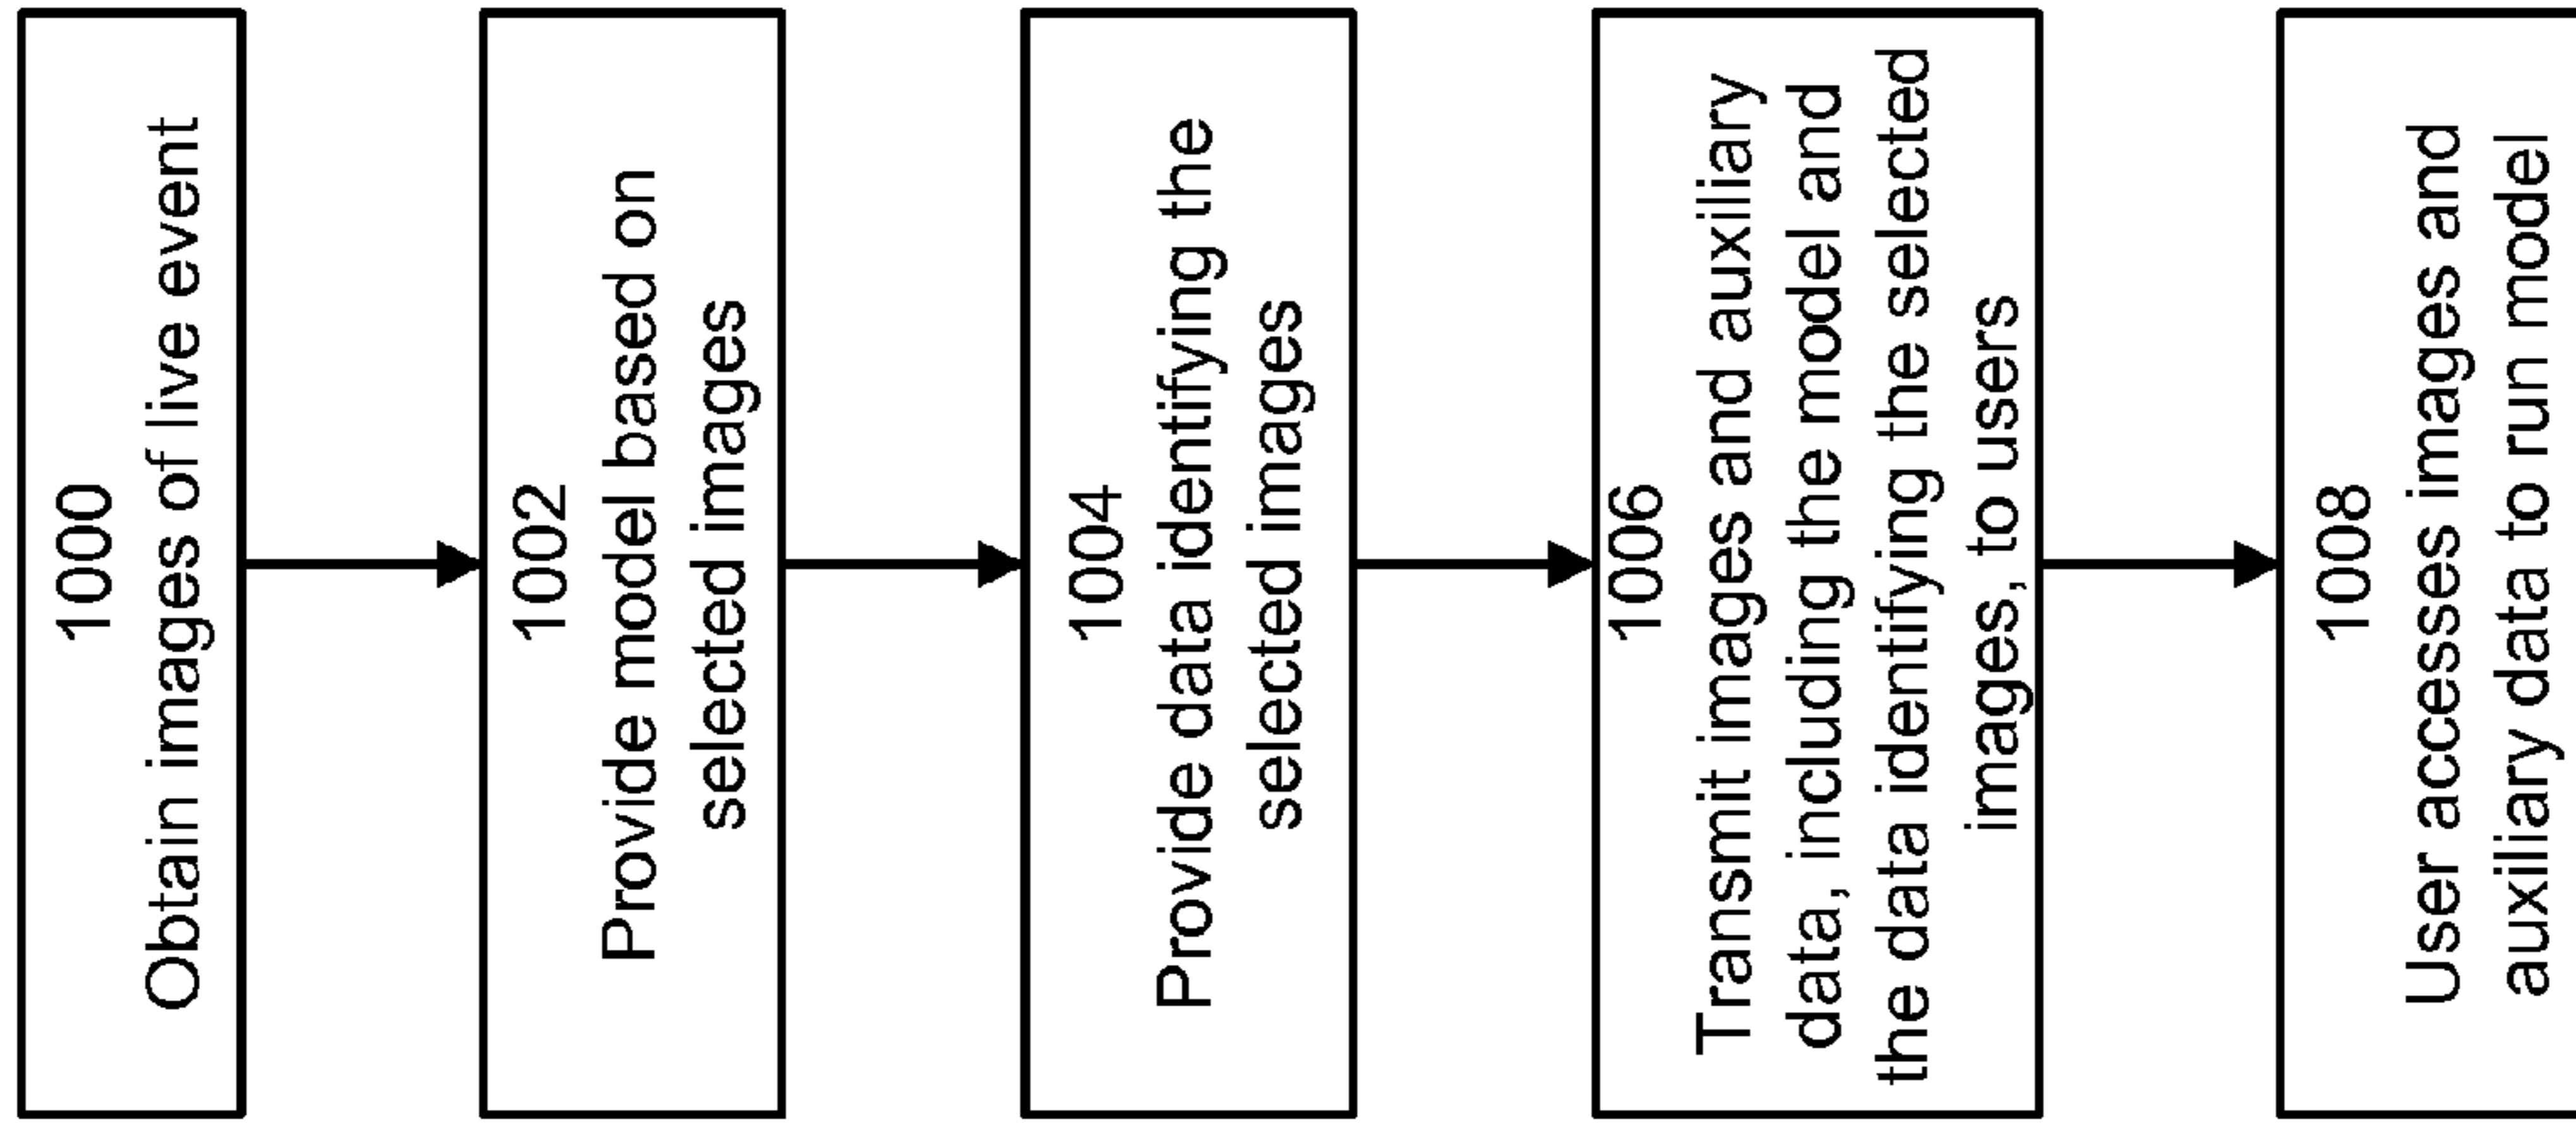 1000
Obtain images of live event
1002
Provide model based on
selected images
1004
Provide data identifying the
selected images
1006
Transmit images and auxiliary
data, including the model and
the data identifying the selected
images, to users
1008
User accesses images and
auxiliary data to run model